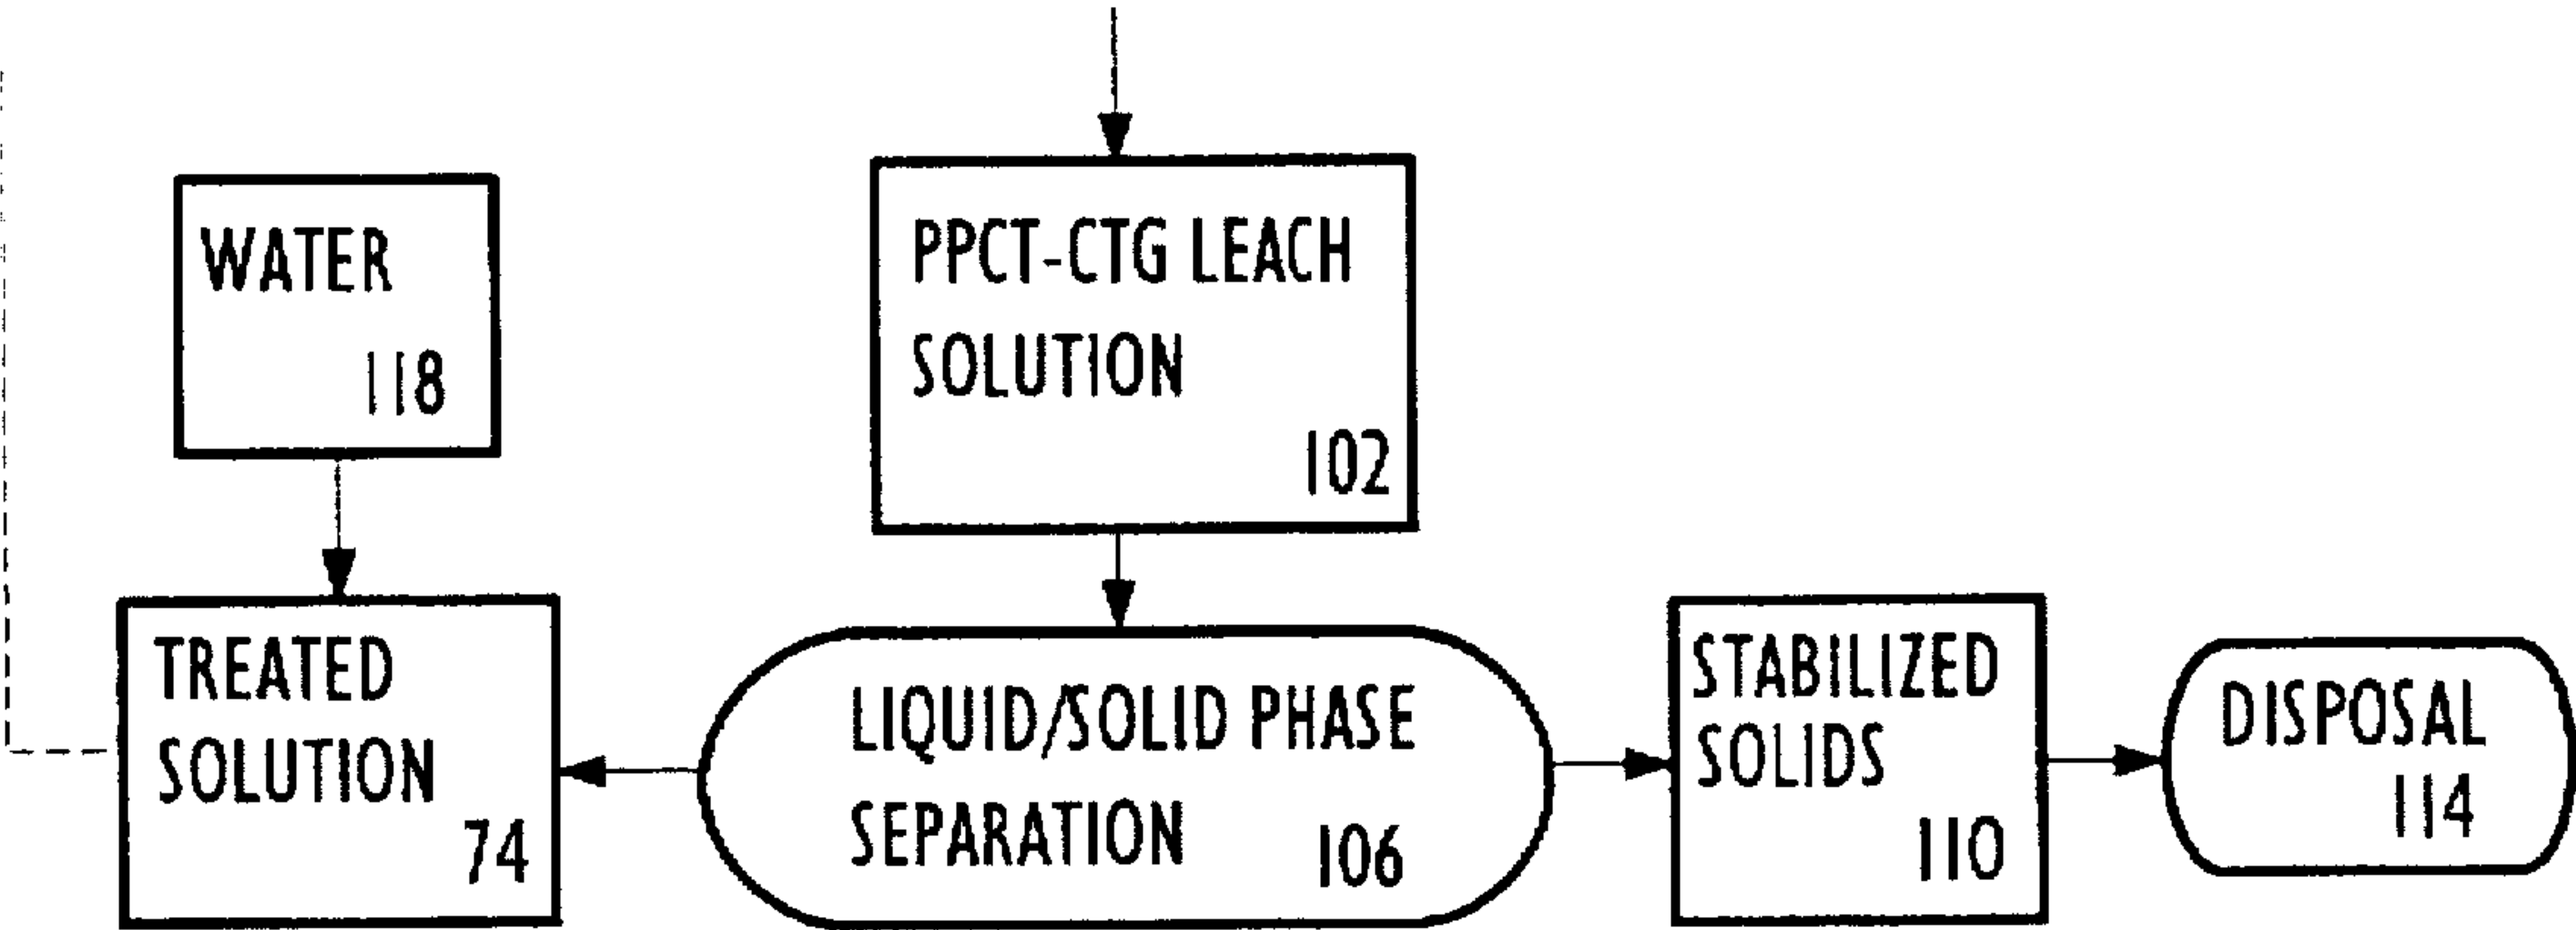 WATER
118
PPCT-CTG LEACH
SOLUTION
102
TREATED
SOLUTION
74
LIQUID/SOLID PHASE
SEPARATION
106
STABILIZED
SOLIDS
110
DISPOSAL
114